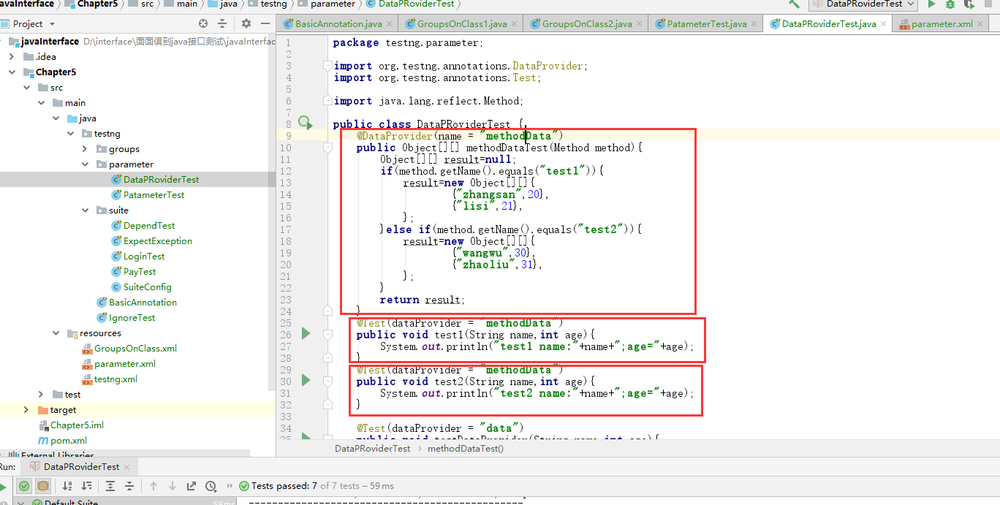 javaInterface Chapter5 src main java testng parameter DataPRoviderTest DataPRoviderTest
Project BasicAnnotation.java GroupsOnClass1.java GroupsOnClass2.java PatameterTest.java DataPRoviderTest.java parameter.xml
javaInterface D:\interface\面面俱到java接口测试\javaInterfac
.idea
Chapter5
src
main
java
testng
groups
parameter
DataPRoviderTest
PatameterTest
suite
DependTest
ExpectException
LoginTest
PayTest
SuiteConfig
BasicAnnotation
IgnoreTest
resources
GroupsOnClass.xml
parameter.xml
testng.xml
test
target
Chapter5.iml
pom.xml
External Libraries
1 package testng.parameter;
2
3 import org.testng.annotations.DataProvider;
4 import org.testng.annotations.Test;
5
6 import java.lang.reflect.Method;
7
8 public class DataPRoviderTest {
9 @DataProvider(name = "methodData")
10 public Object[][] methodDataTest(Method method){
11 Object[][] result=null;
12 if(method.getName().equals("test1")){
13 result=new Object[][]{
14 {"zhangsan",20},
15 {"lisi",21},
16 };
17 }else if(method.getName().equals("test2")){
18 result=new Object[][]{
19 {"wangwu",30},
20 {"zhaoliu",31},
21 };
22 }
23 return result;
24 }
25 @Test(dataProvider = "methodData")
26 public void test1(String name,int age){
27 System.out.println("test1 name:"+name+";age="+age);
28 }
29 @Test(dataProvider = "methodData")
30 public void test2(String name,int age){
31 System.out.println("test2 name:"+name+";age="+age);
32 }
33
34 @Test(dataProvider = "data")
35 public void testDataProvider(String name,int age){
DataPRoviderTest methodDataTest()
Run: DataPRoviderTest
Tests passed: 7 of 7 tests – 59 ms
Default Suite 59 ms